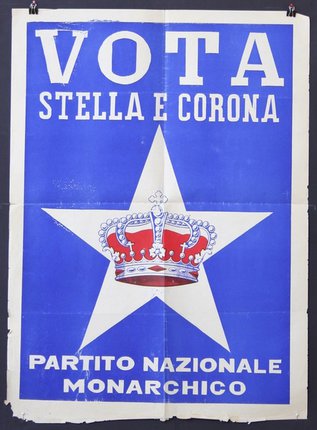 VOTA
STELLA E CORONA
PARTITO NAZIONALE
MONARCHICO